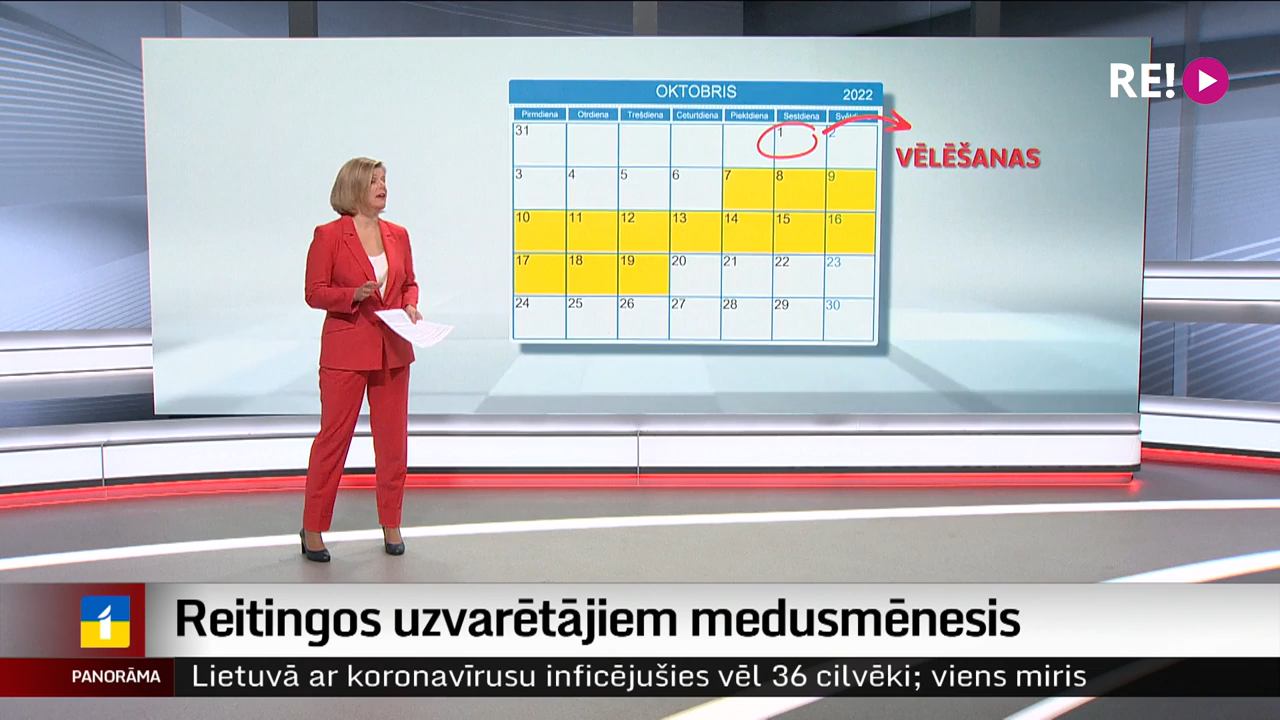 RE!
OKTOBRIS 2022
Pirmdiena Otrdiena Trešdiena Ceturtdiena Piektdiena Sestdiena
31 1 2
VĒLĒŠANAS
3 4 5 6 7 8 9
10 11 12 13 14 15 16
17 18 19 20 21 22 23
24 25 26 27 28 29 30
1 Reitingos uzvarētājiem medusmēnesis
PANORĀMA Lietuvā ar koronavīrusu inficējušies vēl 36 cilvēki; viens miris